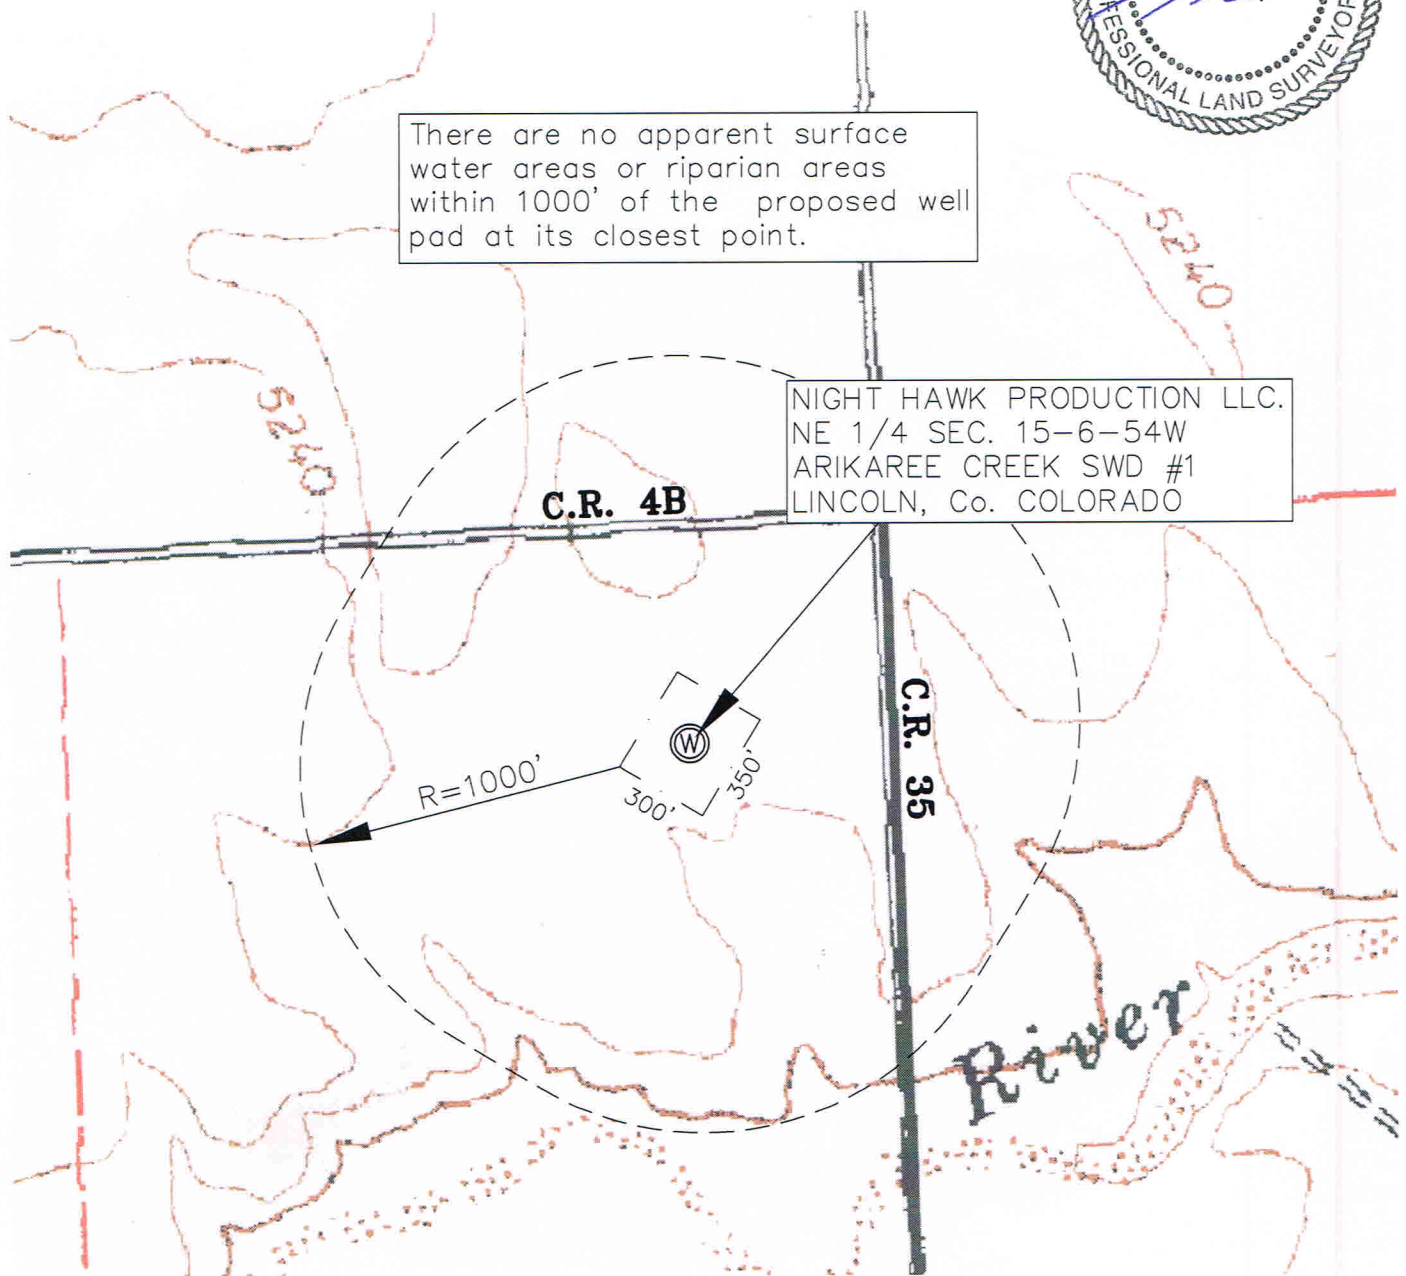 FESSIONAL LAND SURVEYOR
There are no apparent surface
water areas or riparian areas
within 1000' of the proposed well
pad at its closest point.
5240
5240
NIGHT HAWK PRODUCTION LLC.
NE 1/4 SEC. 15-6-54W
ARIKAREE CREEK SWD #1
LINCOLN, Co. COLORADO
C.R. 4B
C.R. 35
W
R=1000'
300'
350'
River